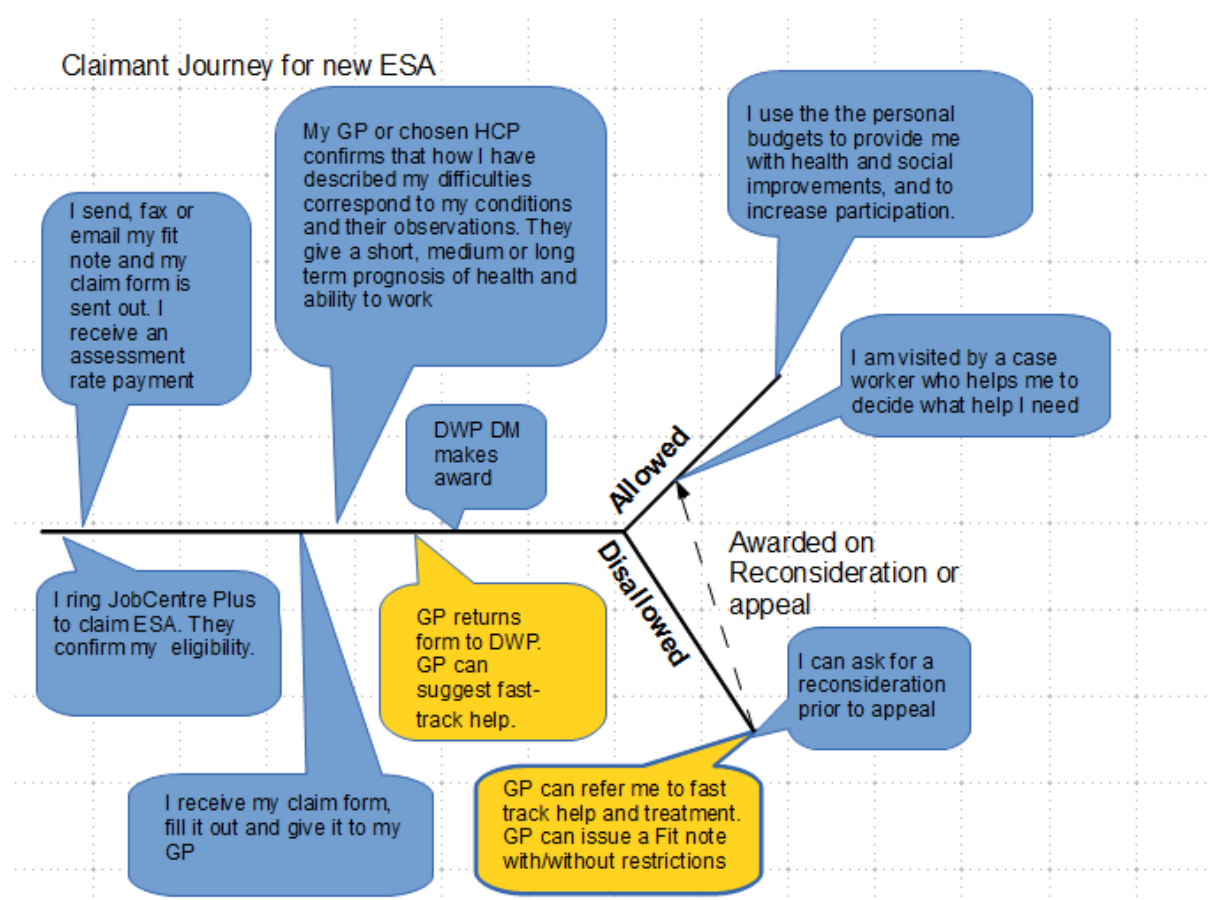 Claimant Journey for new ESA
I send, fax or
email my fit
note and my
claim form is
sent out. I
receive an
assessment
rate payment
My GP or chosen HCP
confirms that how I have
described my difficulties
correspond to my conditions
and their observations. They
give a short, medium or long
term prognosis of health and
ability to work
I use the the personal
budgets to provide me
with health and social
improvements, and to
increase participation.
I am visited by a case
worker who helps me to
decide what help I need
DWP DM
makes
award
Allowed
Disallowed
Awarded on
Reconsideration or
appeal
I ring JobCentre Plus
to claim ESA. They
confirm my eligibility.
GP returns
form to DWP.
GP can
suggest fast-
track help.
I can ask for a
reconsideration
prior to appeal
I receive my claim form,
fill it out and give it to my
GP
GP can refer me to fast
track help and treatment.
GP can issue a Fit note
with/without restrictions